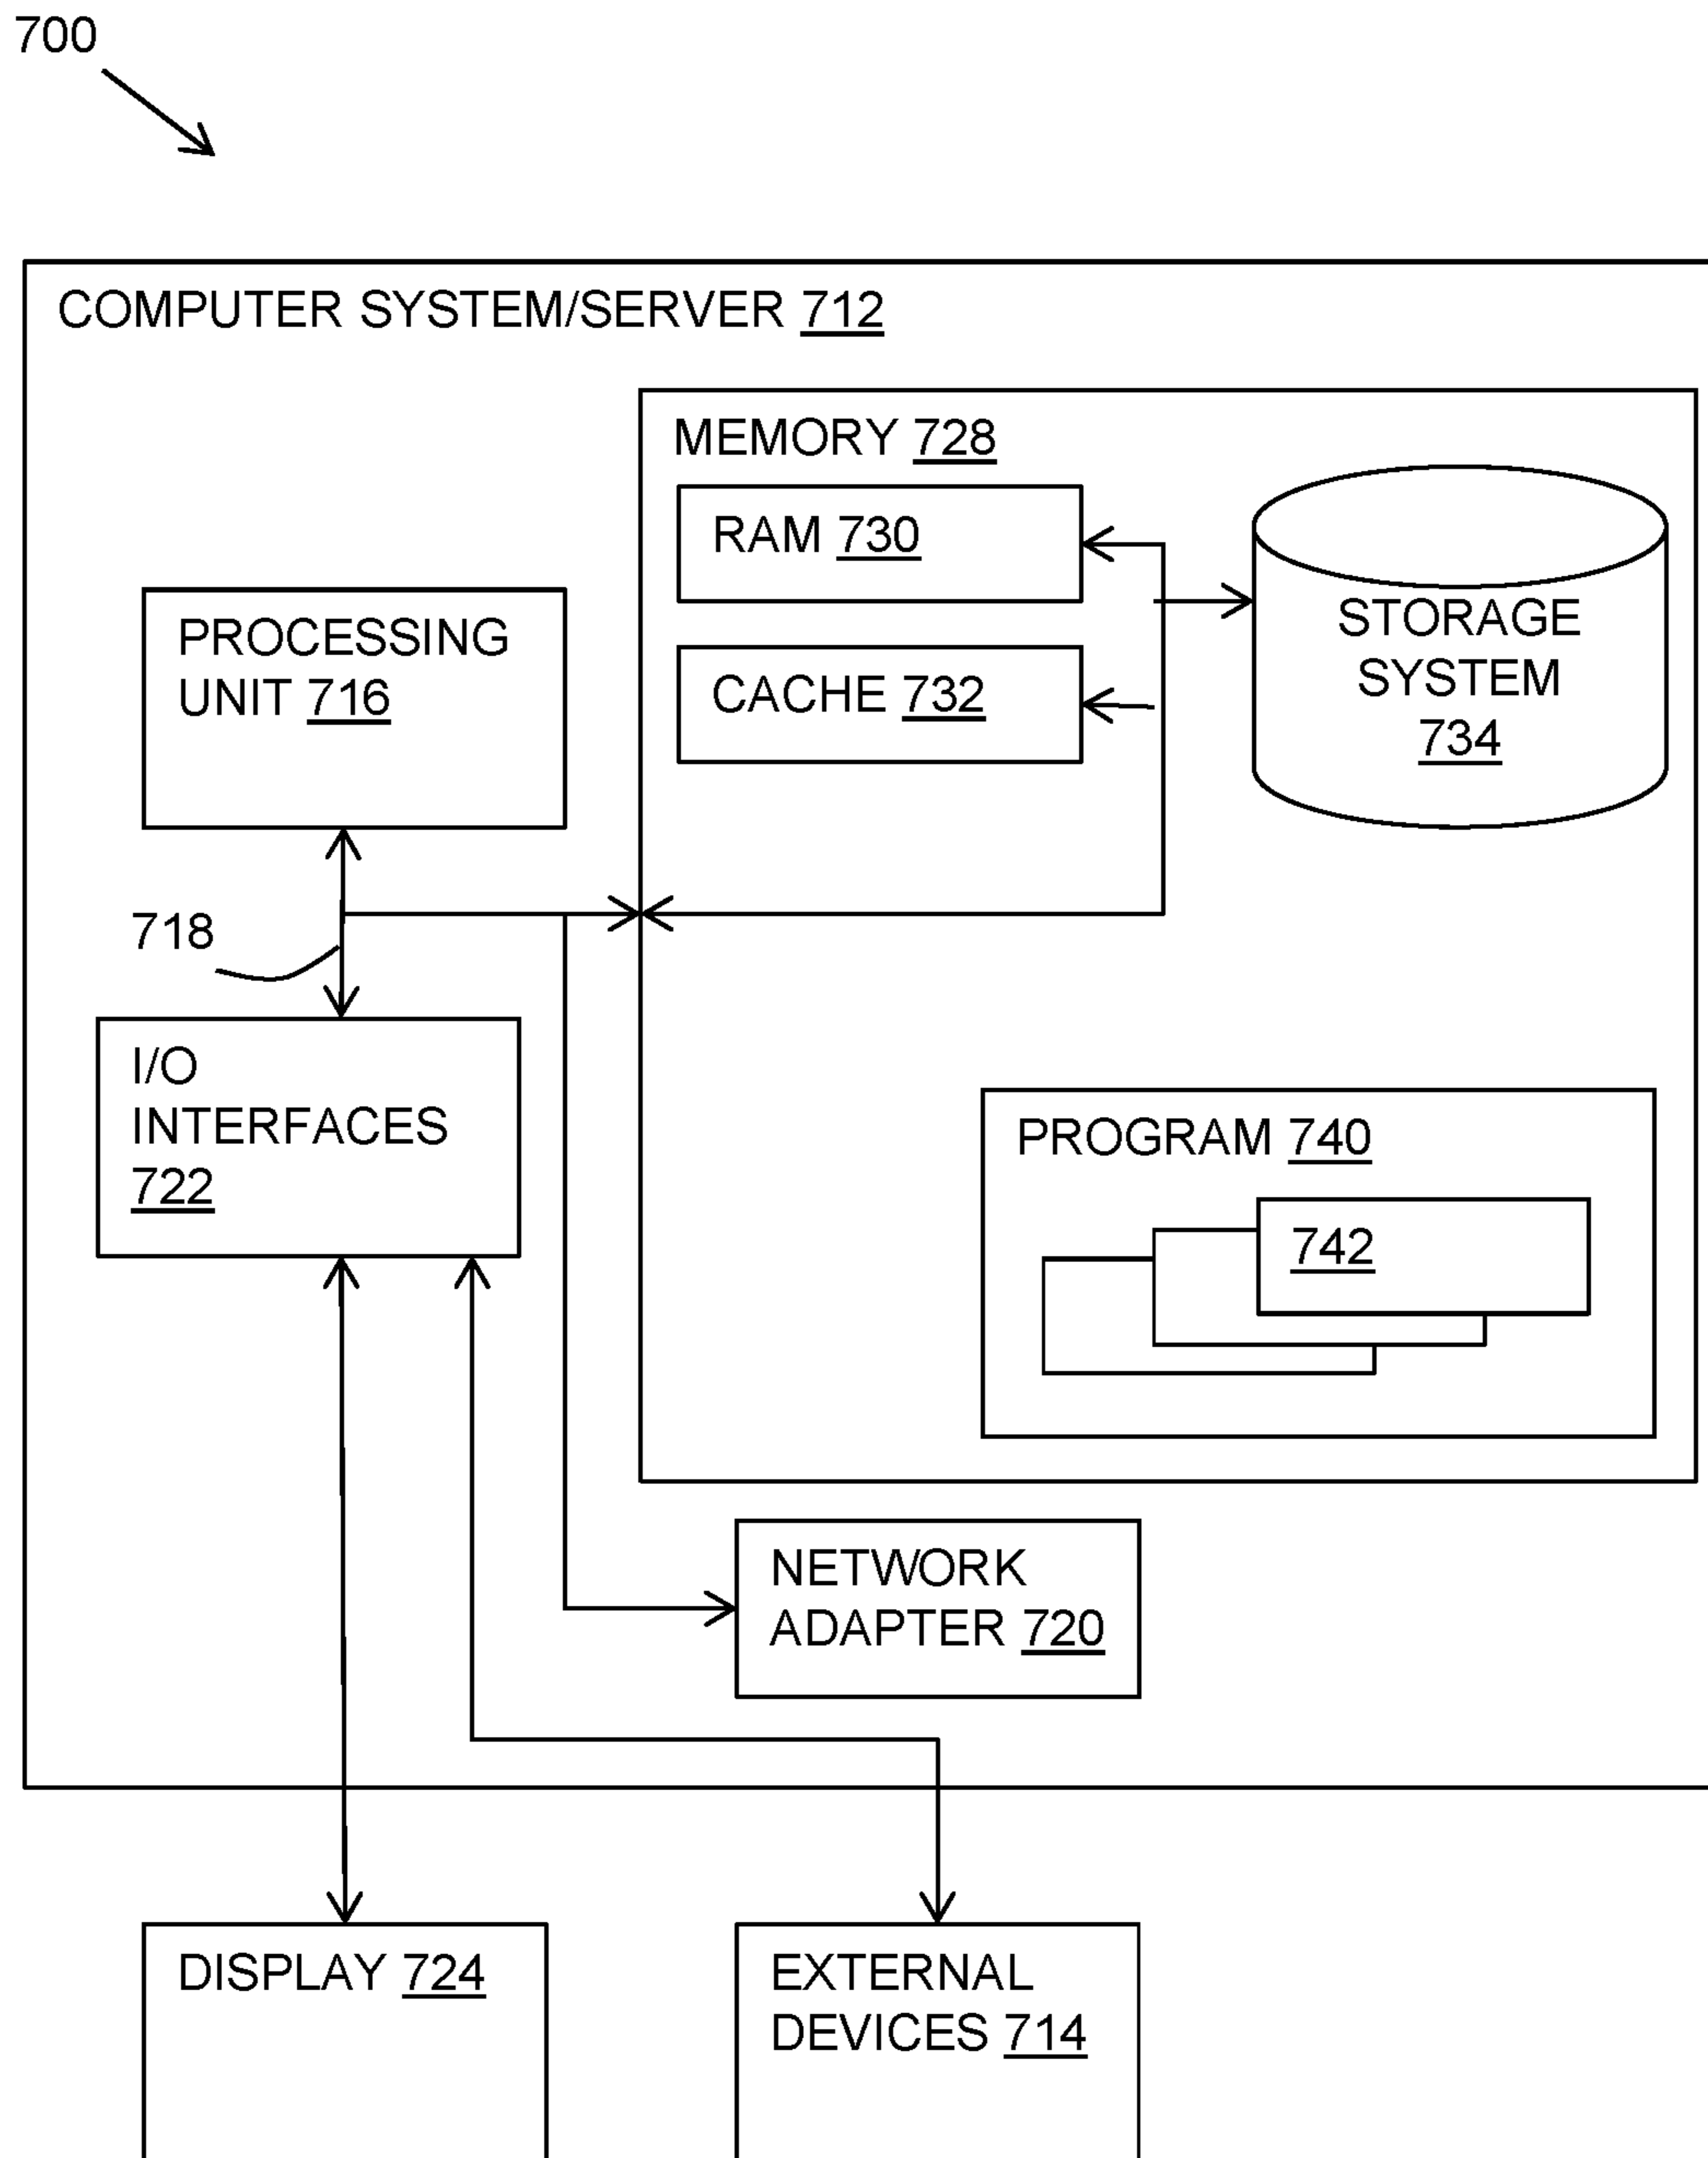 700
COMPUTER SYSTEM/SERVER 712
MEMORY 728
RAM 730
CACHE 732
STORAGE
SYSTEM
734
PROCESSING
UNIT 716
718
I/O
INTERFACES
722
PROGRAM 740
742
NETWORK
ADAPTER 720
DISPLAY 724
EXTERNAL
DEVICES 714